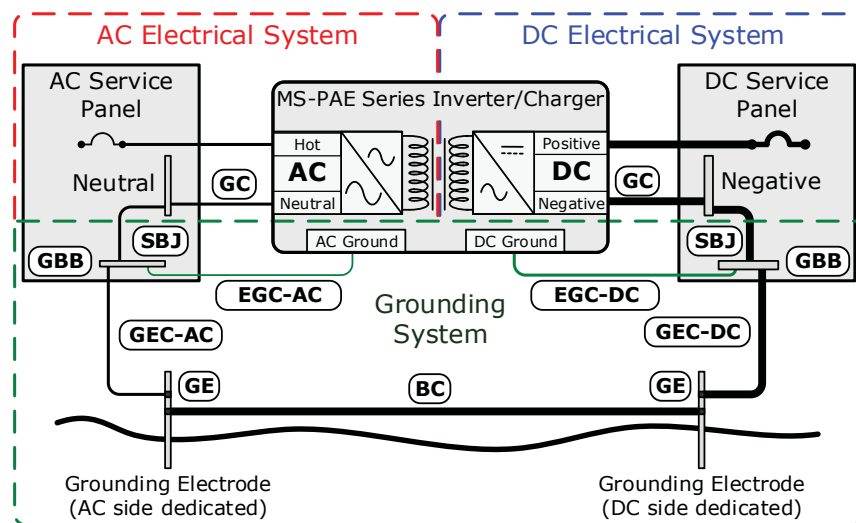 AC Electrical System
DC Electrical System
AC Service
Panel
MS-PAE Series Inverter/Charger
DC Service
Panel
Hot
AC
Neutral
Positive
DC
Negative
Neutral
GC
GC
Negative
SBJ
SBJ
GBB
GBB
AC Ground
DC Ground
EGC-AC
EGC-DC
Grounding
System
GEC-AC
GEC-DC
GE
BC
GE
Grounding Electrode
(AC side dedicated)
Grounding Electrode
(DC side dedicated)